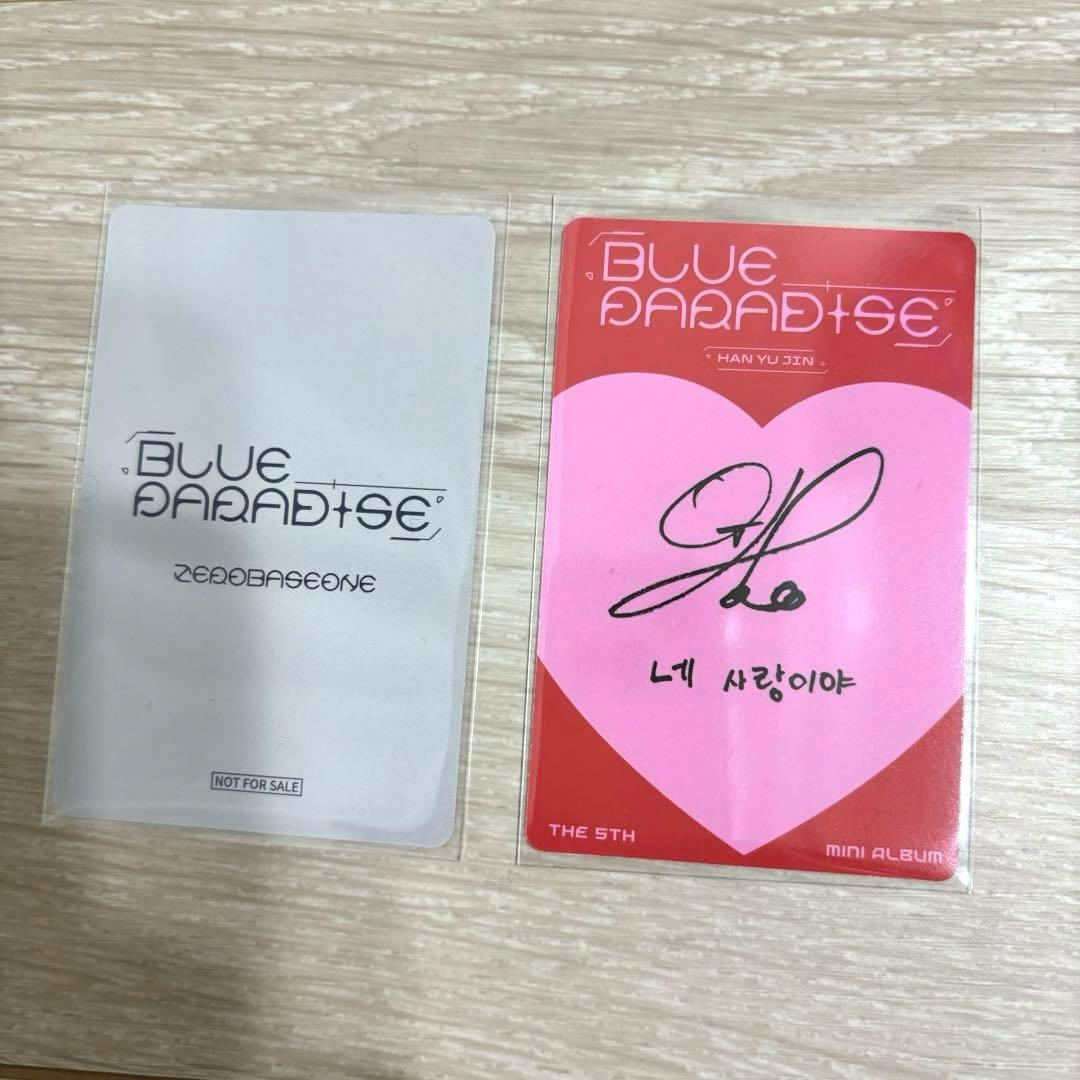 BLUE
PARADISE
ZEROBASEONE
NOT FOR SALE
BLUE
PARADISE
HAN YU JIN
네 사랑이야
THE 5TH
MINI ALBUM